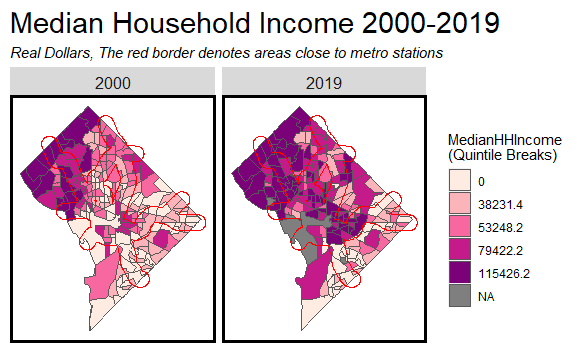 Median Household Income 2000-2019
Real Dollars, The red border denotes areas close to metro stations
2000
2019
MedianHHIncome
(Quintile Breaks)
0
38231.4
53248.2
79422.2
115426.2
NA